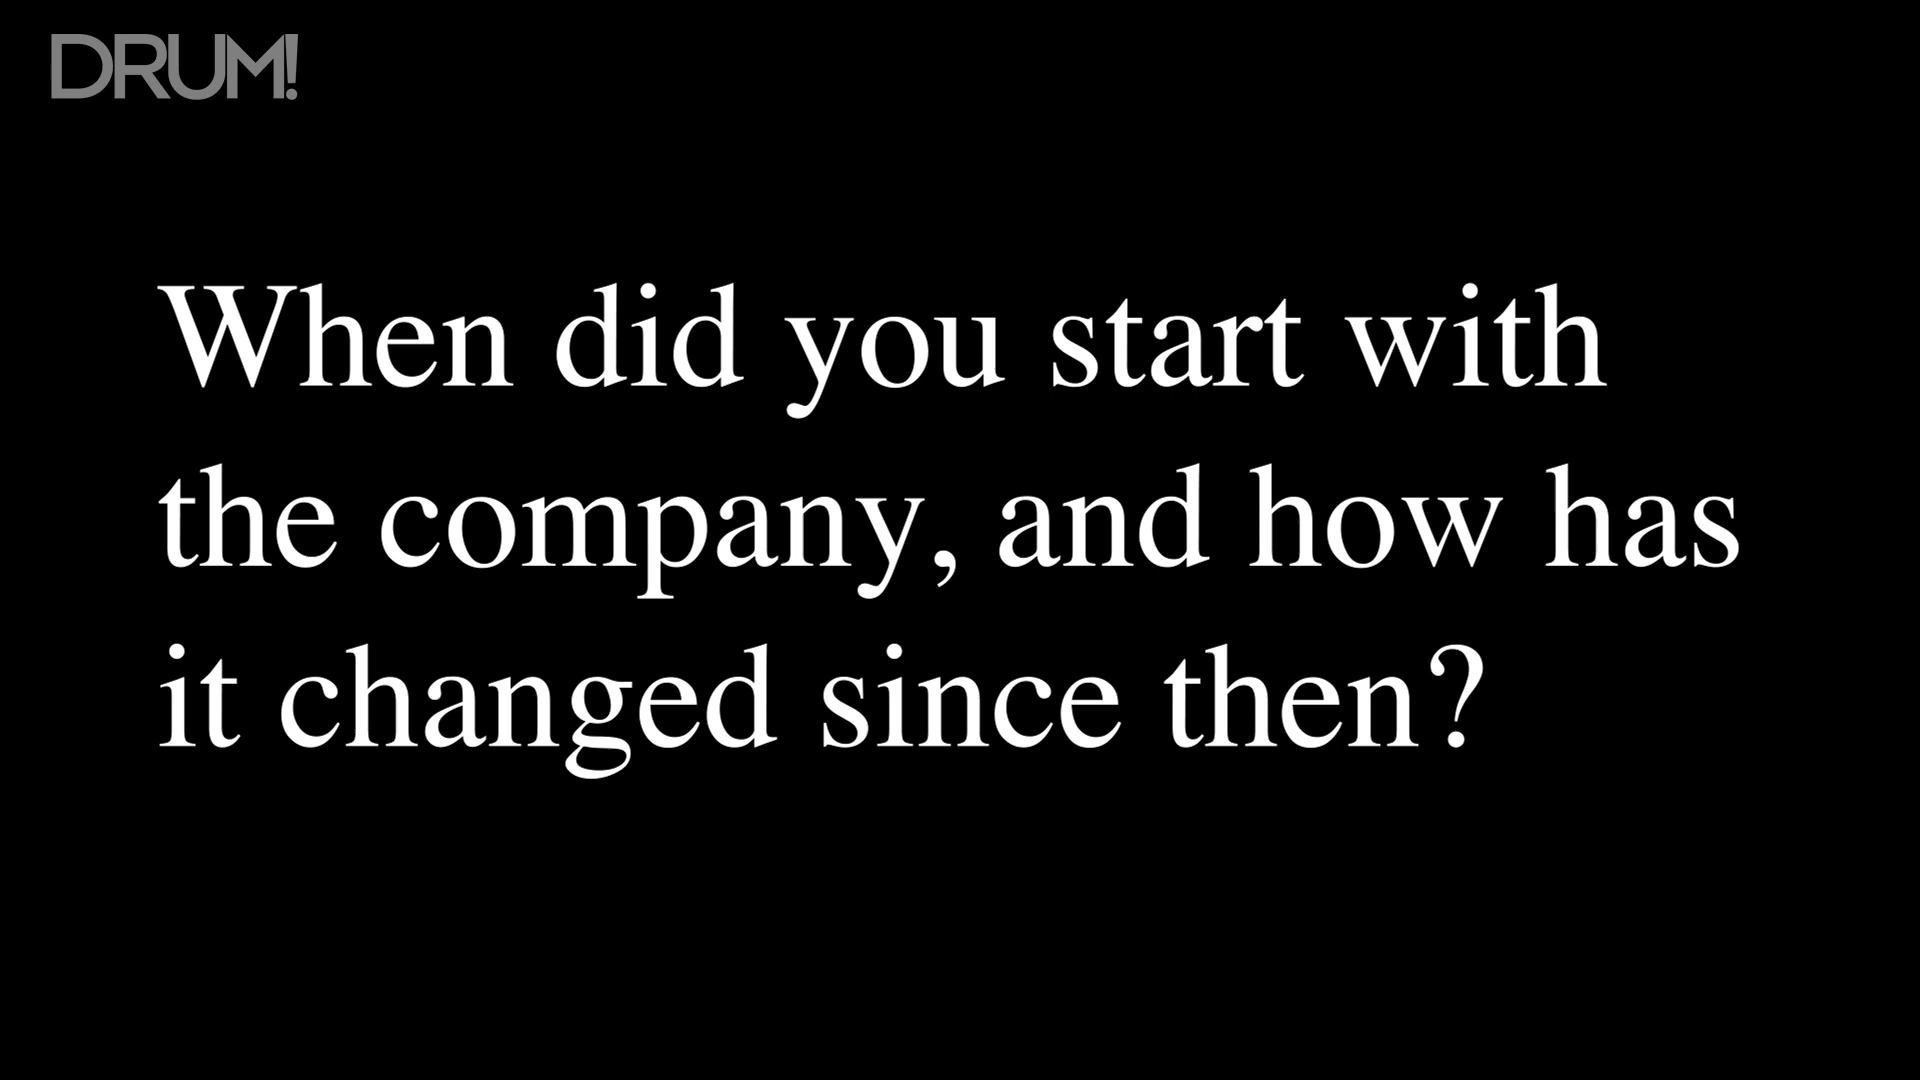 DRUM!
When did you start with
the company, and how has
it changed since then?